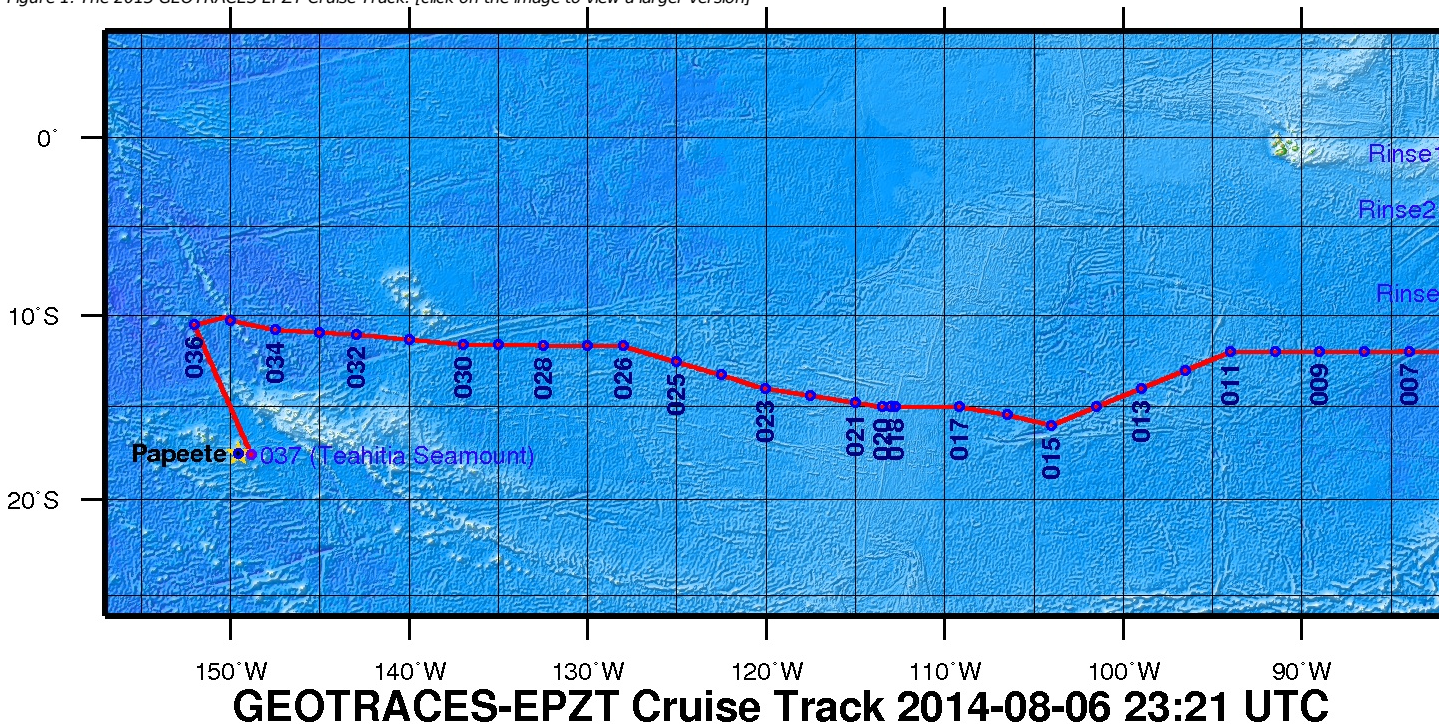 Figure 1. The 2013 GEOTRACES EPZT Cruise Track. [click on the image to view a larger version]
0°
Rinse1
Rinse2
Rinse
10°S
036
034
032
030
028
026
025
023
021
020
018
017
015
013
011
009
007
Papeete
037 (Teahitia Seamount)
20°S
150°W 140°W 130°W 120°W 110°W 100°W 90°W
GEOTRACES-EPZT Cruise Track 2014-08-06 23:21 UTC